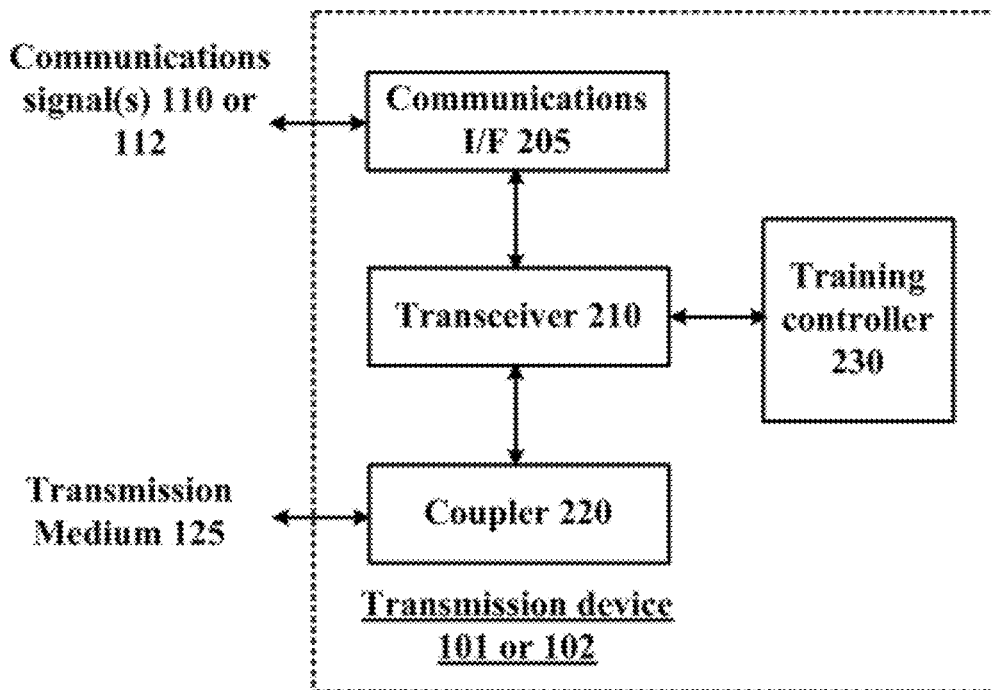 Communications
signal(s) 110 or
112
Communications
I/F 205
Transceiver 210
Training
controller
230
Transmission
Medium 125
Coupler 220
Transmission device
101 or 102